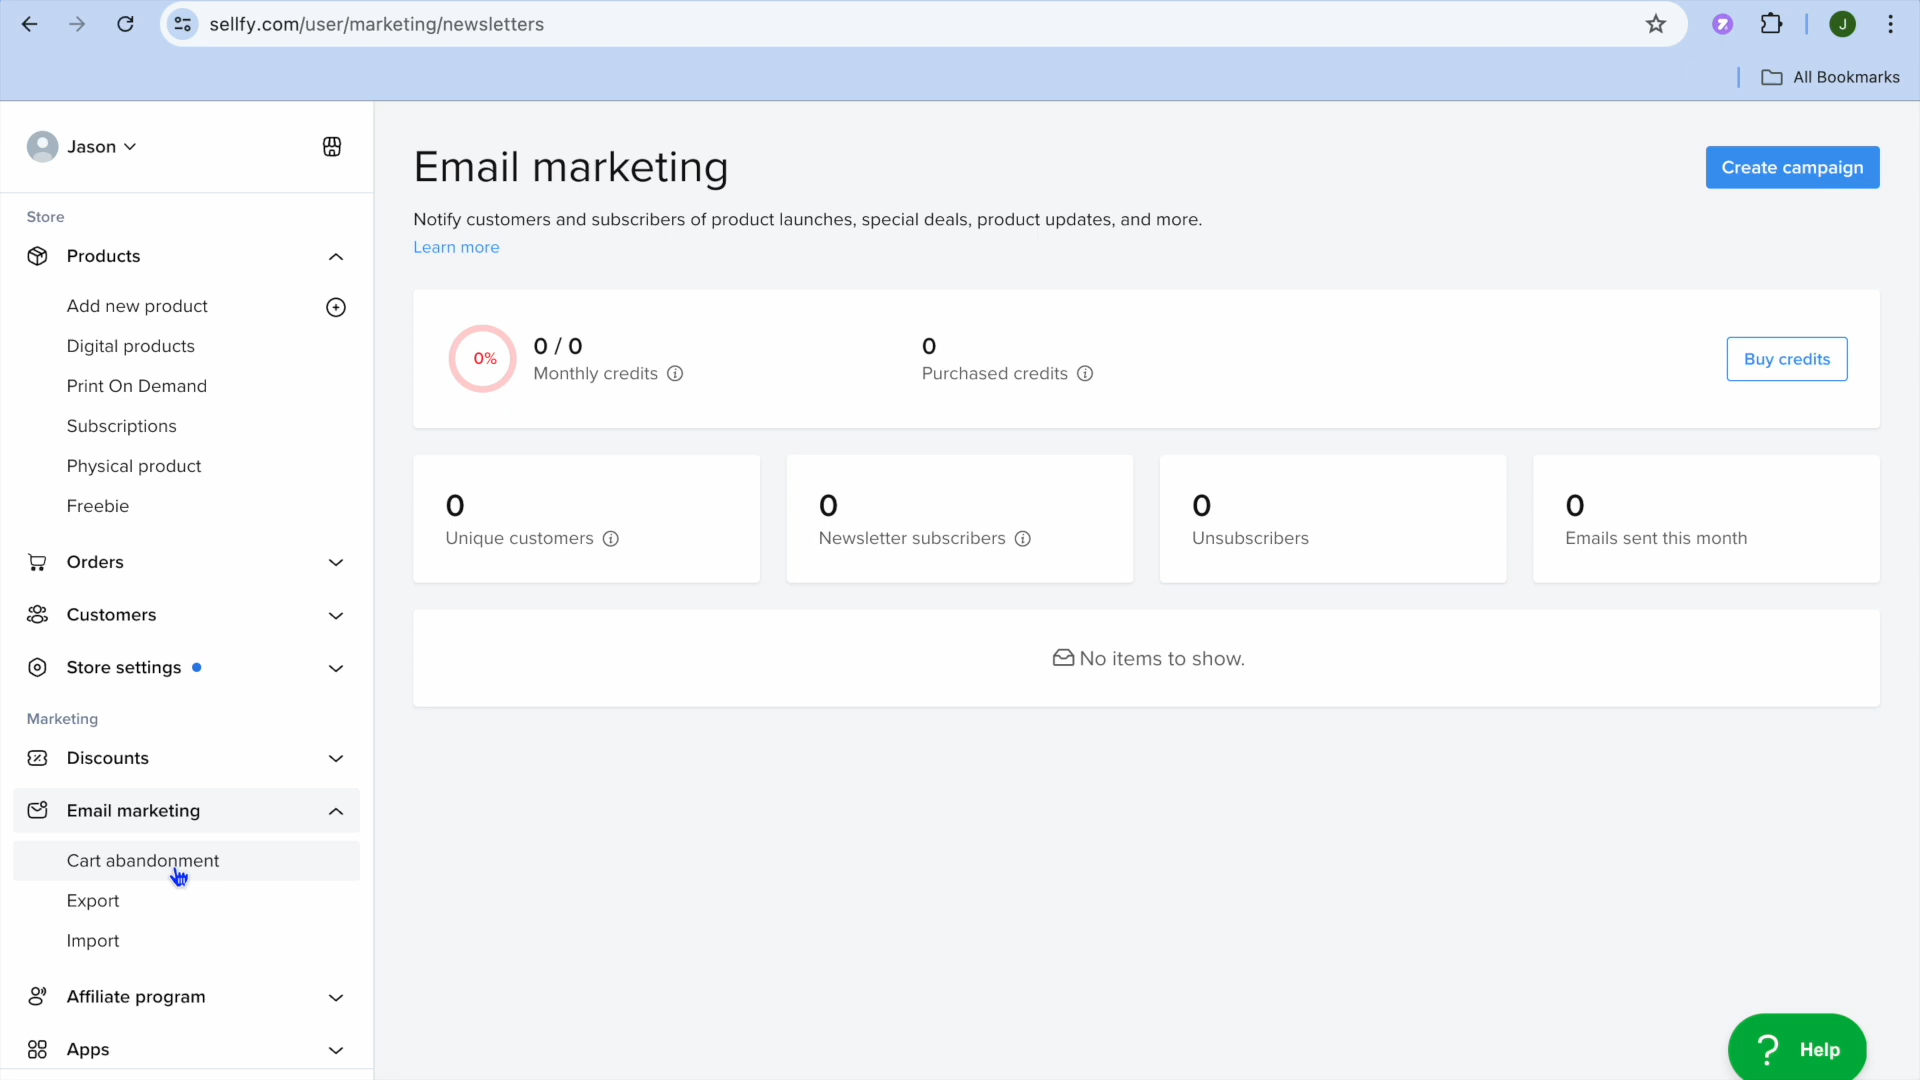 sellfy.com/user/marketing/newsletters
J
All Bookmarks
Jason
Store
Products
Add new product
Digital products
Print On Demand
Subscriptions
Physical product
Freebie
Orders
Customers
Store settings
Marketing
Discounts
Email marketing
Cart abandonment
Export
Import
Affiliate program
Apps
Email marketing
Create campaign
Notify customers and subscribers of product launches, special deals, product updates, and more.
Learn more
0%
0 / 0
Monthly credits
0
Purchased credits
Buy credits
0
Unique customers
0
Newsletter subscribers
0
Unsubscribers
0
Emails sent this month
No items to show.
? Help